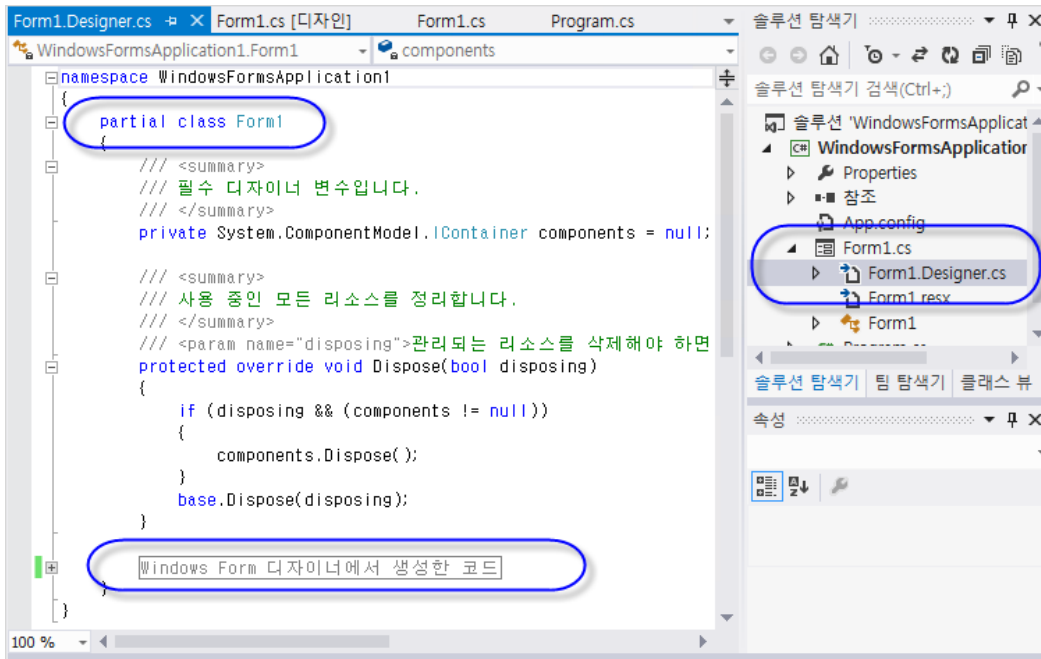 Form1.Designer.cs
Form1.cs [디자인]
Form1.cs
Program.cs
WindowsFormsApplication1.Form1
components
namespace WindowsFormsApplication1
{
partial class Form1
{
/// <summary>
/// 필수 디자이너 변수입니다.
/// </summary>
private System.ComponentModel.IContainer components = null;
/// <summary>
/// 사용 중인 모든 리소스를 정리합니다.
/// </summary>
/// <param name="disposing">관리되는 리소스를 삭제해야 하면
protected override void Dispose(bool disposing)
{
if (disposing && (components != null))
{
components.Dispose();
}
base.Dispose(disposing);
}
Windows Form 디자이너에서 생성한 코드
}
}
100 %
솔루션 탐색기
솔루션 탐색기 검색(Ctrl+;)
솔루션 'WindowsFormsApplicat
WindowsFormsApplication
Properties
참조
App.config
Form1.cs
Form1.Designer.cs
Form1.resx
Form1
C# Program.cs
솔루션 탐색기
팀 탐색기
클래스 뷰
속성